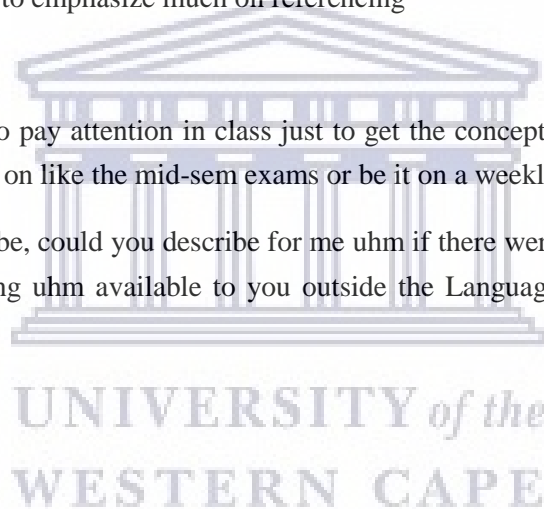 to emphasize much on referencing
o pay attention in class just to get the concept
on like the mid-sem exams or be it on a weekl
be, could you describe for me uhm if there wer
ng uhm available to you outside the Languag
UNIVERSITY of the
WESTERN CAPE